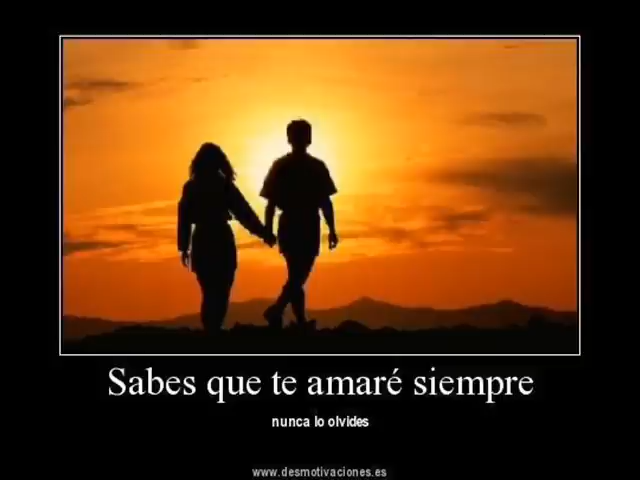 Sabes que te amaré siempre
nunca lo olvides
www.desmotivaciones.es